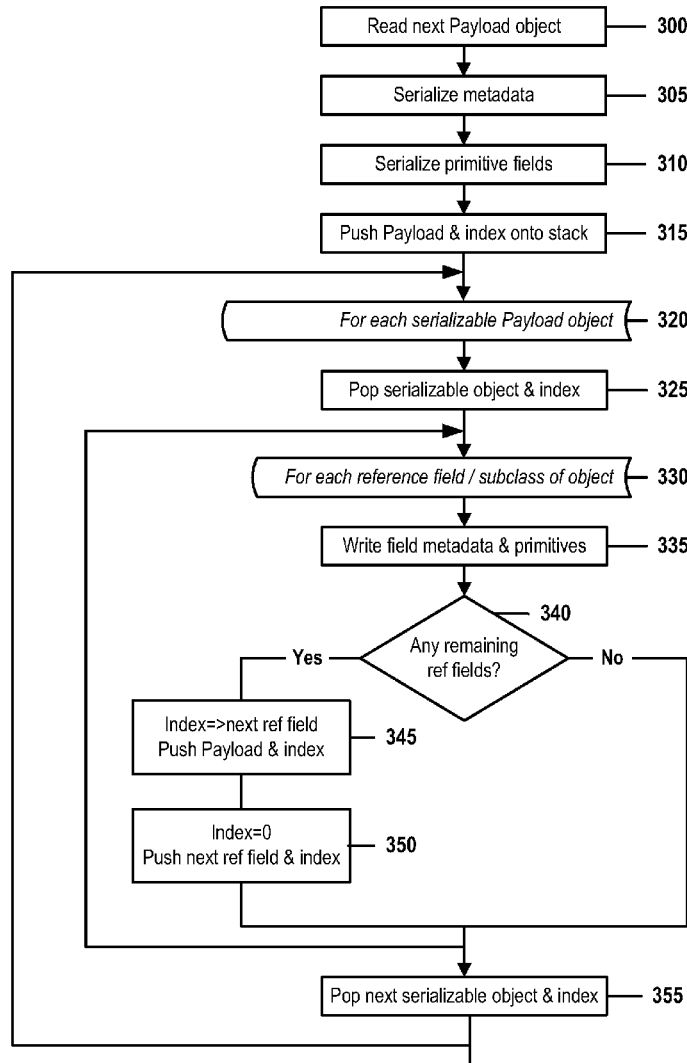 Read next Payload object
300
Serialize metadata
305
Serialize primitive fields
310
Push Payload & index onto stack
315
For each serializable Payload object
320
Pop serializable object & index
325
For each reference field / subclass of object
330
Write field metadata & primitives
335
340
Any remaining
ref fields?
Yes
No
Index=>next ref field
Push Payload & index
345
Index=0
Push next ref field & index
350
Pop next serializable object & index
355